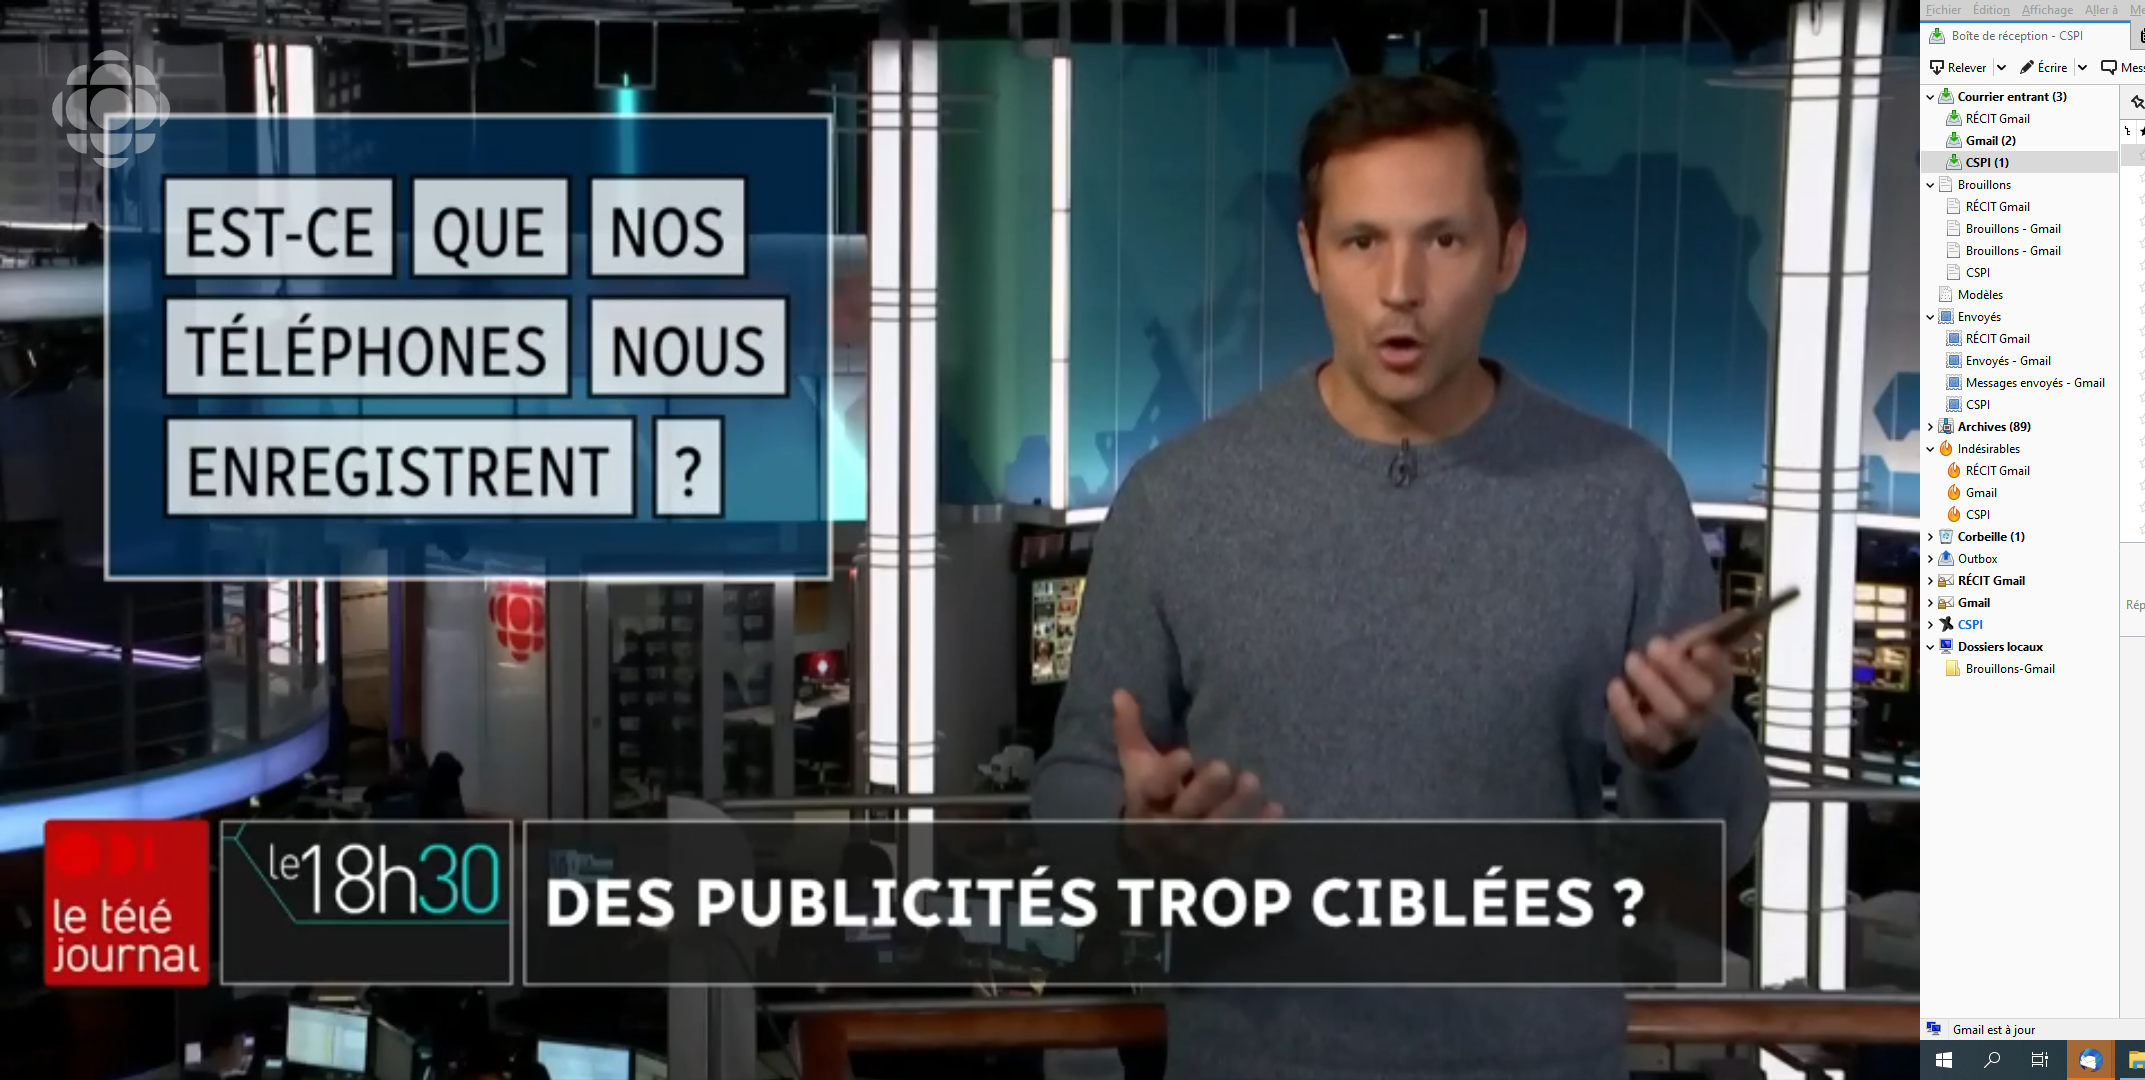 EST-CE QUE NOS
TÉLÉPHONES NOUS
ENREGISTRENT ?
le télé
journal
le18h30
DES PUBLICITÉS TROP CIBLÉES ?
Fichier Édition Affichage Aller à
Boîte de réception - CSPI
Relever Écrire
Courrier entrant (3)
RÉCIT Gmail
Gmail (2)
CSPI (1)
Brouillons
RÉCIT Gmail
Brouillons - Gmail
Brouillons - Gmail
CSPI
Modèles
Envoyés
RÉCIT Gmail
Envoyés - Gmail
Messages envoyés - Gmail
CSPI
Archives (89)
Indésirables
RÉCIT Gmail
Gmail
CSPI
Corbeille (1)
Outbox
RÉCIT Gmail
Gmail
CSPI
Dossiers locaux
Brouillons-Gmail
Gmail est à jour